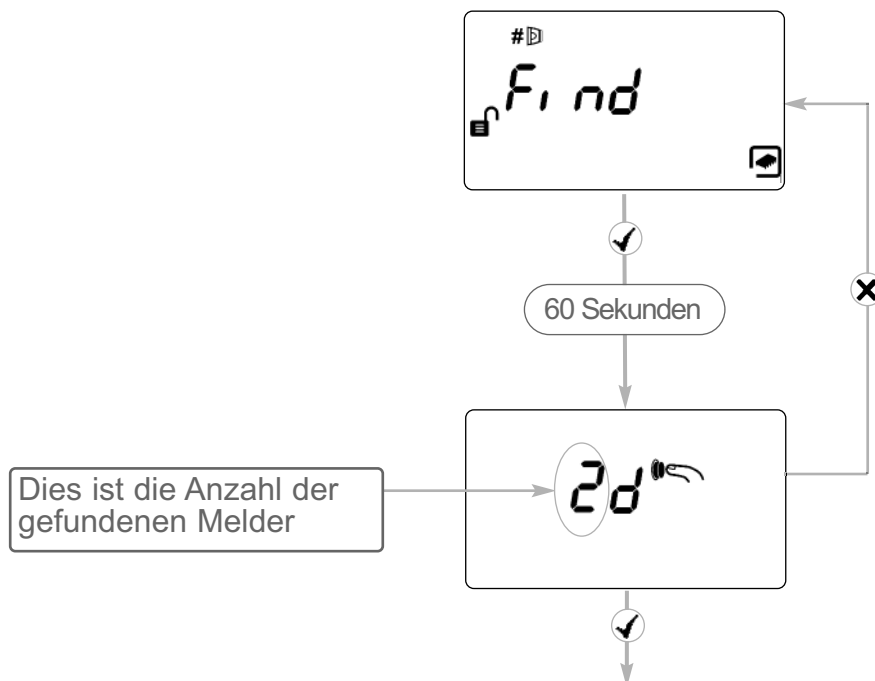 #
Find
60 Sekunden
2d
Dies ist die Anzahl der
gefundenen Melder